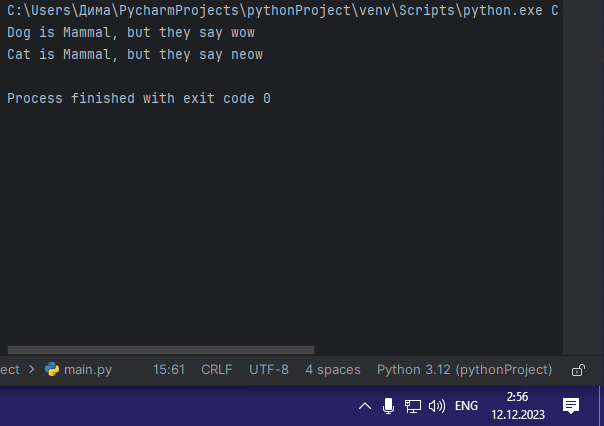 C:\Users\Дима\PycharmProjects\pythonProject\venv\Scripts\python.exe C
Dog is Mammal, but they say wow
Cat is Mammal, but they say neow
Process finished with exit code 0
ect > main.py 15:61 CRLF UTF-8 4 spaces Python 3.12 (pythonProject)
ENG 2:56
12.12.2023